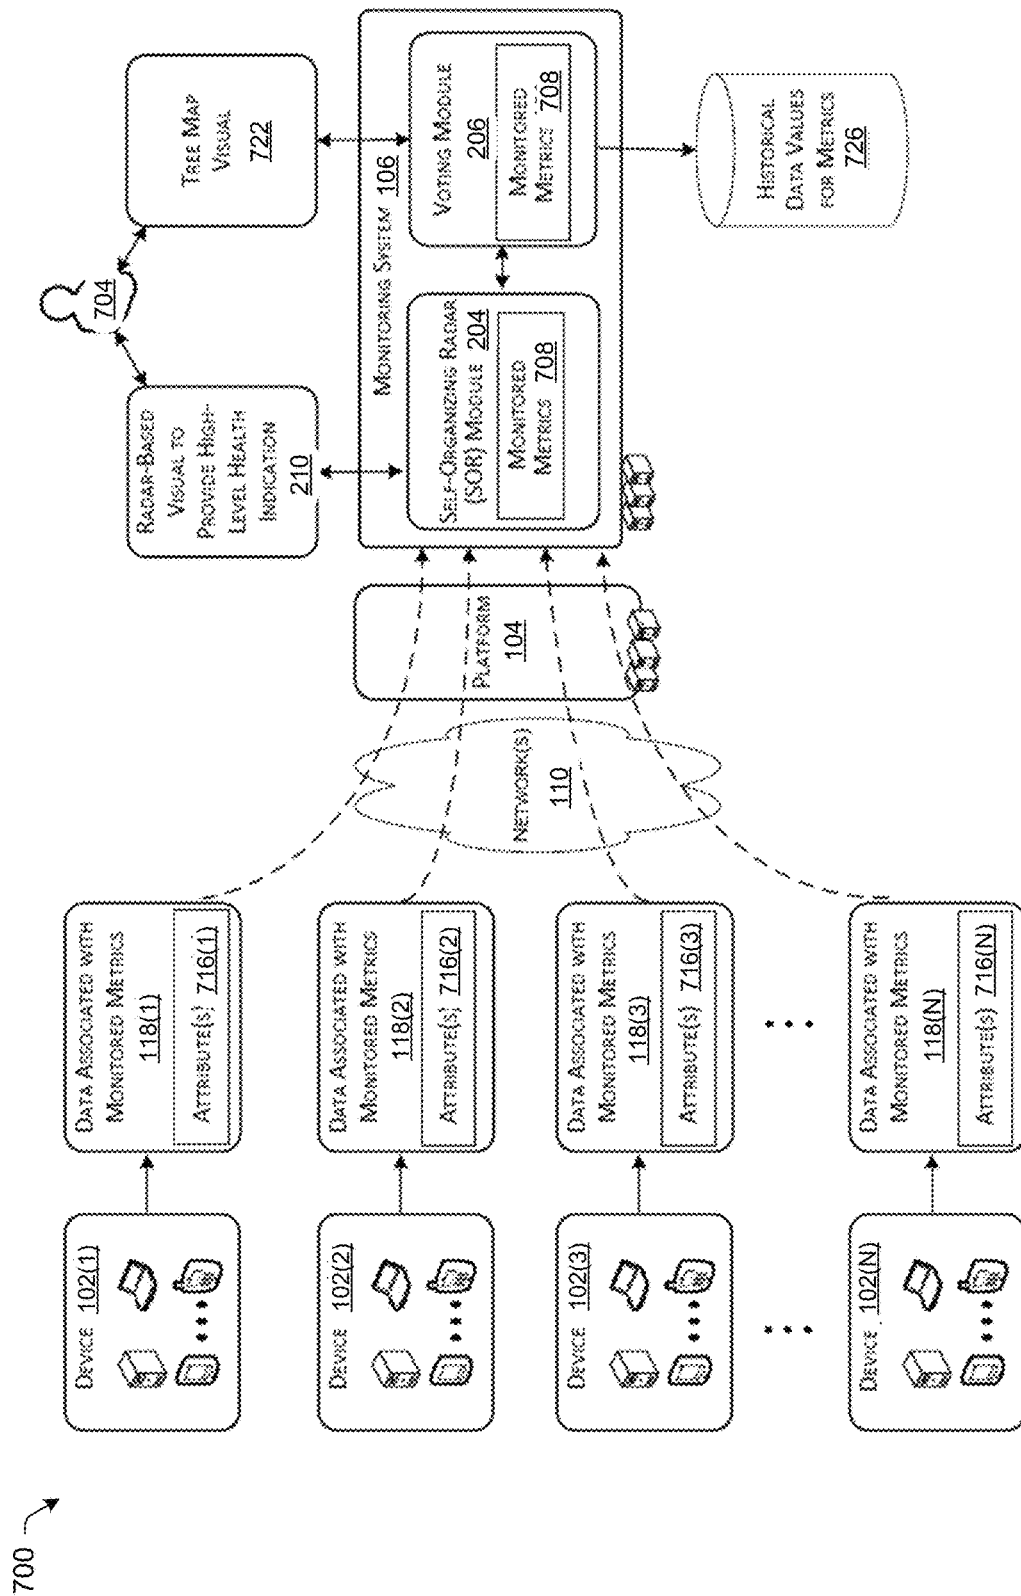 700
DEVICE 102(1)
DEVICE 102(2)
DEVICE 102(3)
DEVICE 102(N)
DATA ASSOCIATED WITH
MONITORED METRICS
118(1)
ATTRIBUTE(S) 716(1)
DATA ASSOCIATED WITH
MONITORED METRICS
118(2)
ATTRIBUTE(S) 716(2)
DATA ASSOCIATED WITH
MONITORED METRICS
118(3)
ATTRIBUTE(S) 716(3)
DATA ASSOCIATED WITH
MONITORED METRICS
118(N)
ATTRIBUTE(S) 716(N)
NETWORK(S)
110
PLATFORM
104
RADAR-BASED
VISUAL TO
PROVIDE HIGH-
LEVEL HEALTH
INDICATION
210
704
TREE MAP
VISUAL
722
MONITORING SYSTEM 106
SELF-ORGANIZING RADAR
(SOR) MODULE 204
MONITORED
METRICS 708
VOTING MODULE
206
MONITORED
METRICS 708
HISTORICAL
DATA VALUES
FOR METRICS
726